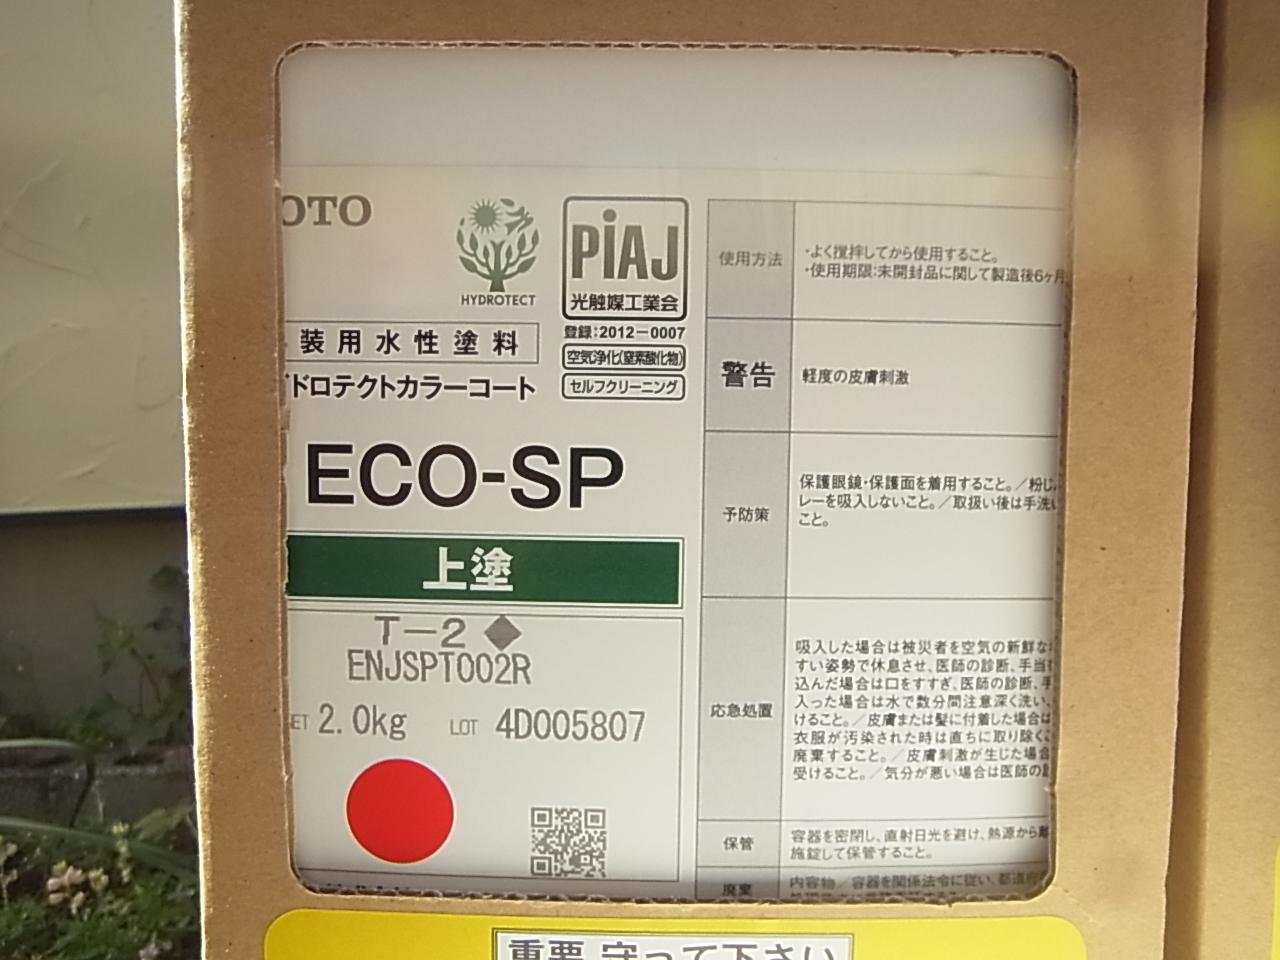 OTO
HYDROTECT
PiAJ
光触媒工業会
登録:2012-0007
空気浄化(窒素酸化物)
セルフクリーニング
装用水性塗料
ドロテクトカラーコート
ECO-SP
上塗
T-2◆
ENJSPT002R
ET 2.0kg LOT 4D005807
使用方法
・よく攪拌してから使用すること。
・使用期限:未開封品に関して製造後6ヶ月
警告
軽度の皮膚刺激
予防策
保護眼鏡・保護面を着用すること。/粉じ
レーを吸入しないこと。/取扱い後は手洗い
こと。
応急処置
吸入した場合は被災者を空気の新鮮な
すい姿勢で休息させ、医師の診断、手当
込んだ場合は口をすすぎ、医師の診断、手
入った場合は水で数分間注意深く洗い、
けること。/皮膚または髪に付着した場合は
衣服が汚染された時は直ちに取り除く
廃棄すること。/皮膚刺激が生じた場合
受けること。/気分が悪い場合は医師の
保管
容器を密閉し、直射日光を避け、熱源から離
施錠して保管すること。
廃棄
内容物/容器を関係法令に従い、都道府
重要 守って下さい